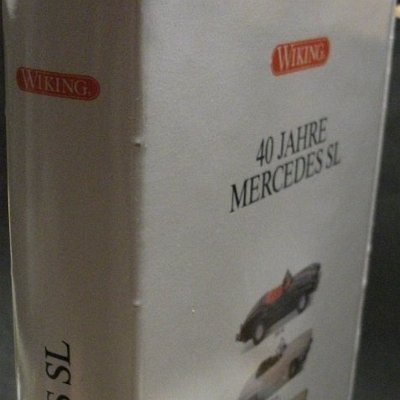 WIKING
WIKING
40 JAHRE
MERCEDES SL
S SL